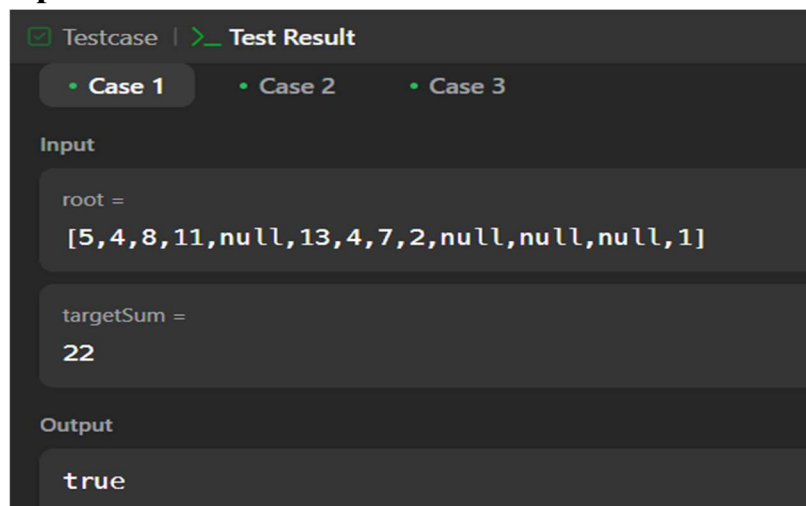 Testcase | >_ Test Result
• Case 1 • Case 2 • Case 3
Input
root =
[5,4,8,11,null,13,4,7,2,null,null,null,1]
targetSum =
22
Output
true